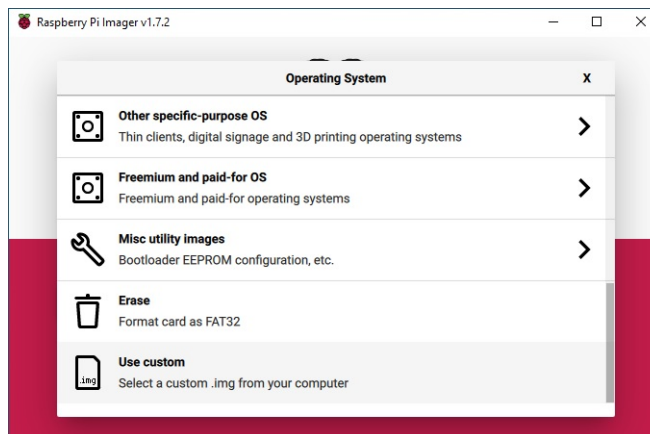 Raspberry Pi Imager v1.7.2
Operating System
X
Other specific-purpose OS
Thin clients, digital signage and 3D printing operating systems
Freemium and paid-for OS
Freemium and paid-for operating systems
Misc utility images
Bootloader EEPROM configuration, etc.
Erase
Format card as FAT32
Use custom
.img
Select a custom .img from your computer